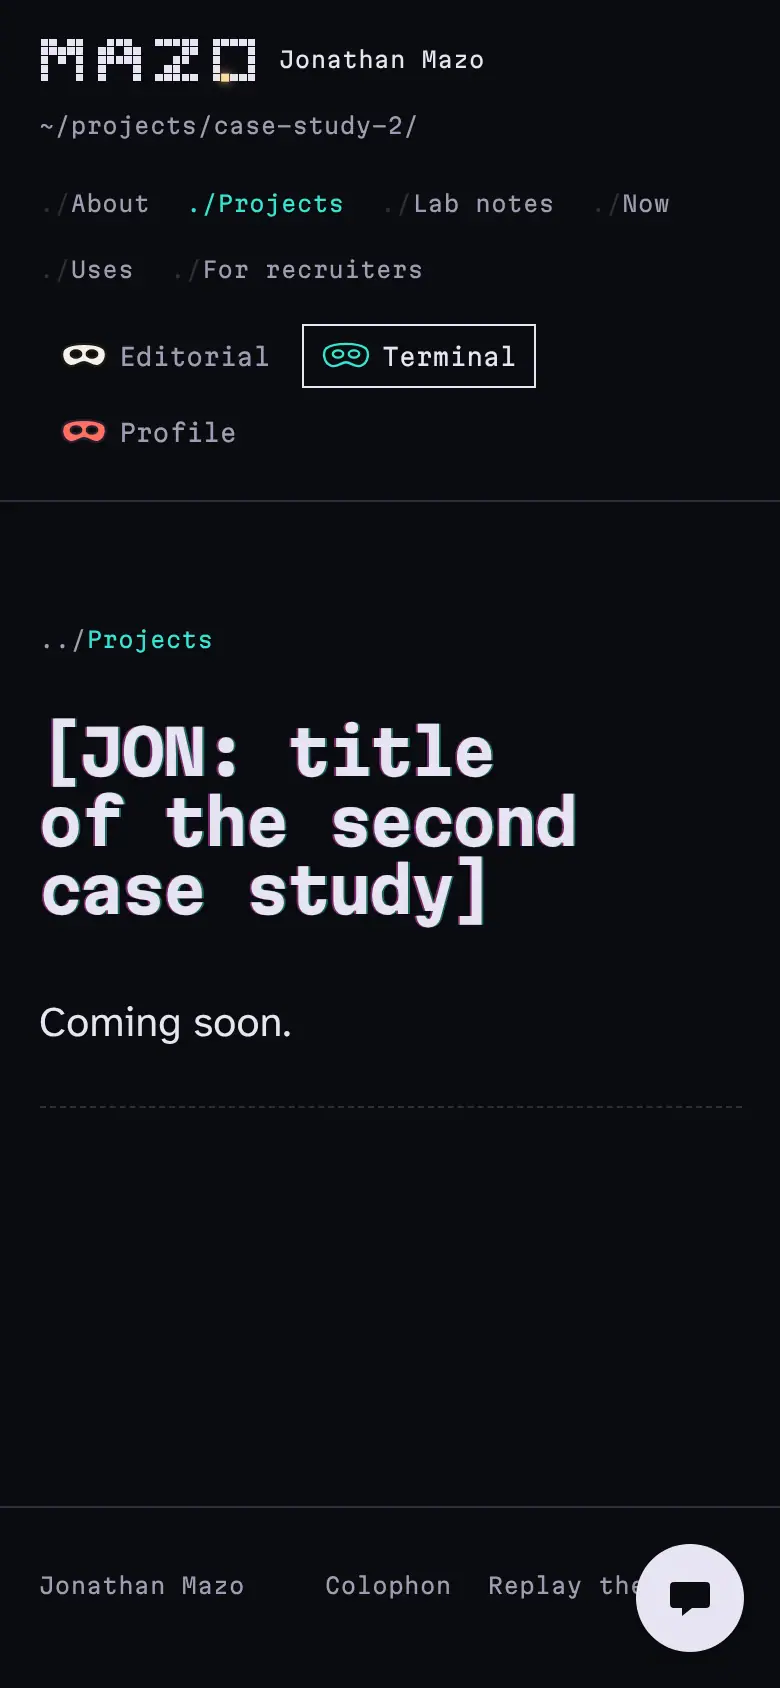 MAZO Jonathan Mazo
~/projects/case-study-2/
./About ./Projects ./Lab notes ./Now
./Uses ./For recruiters
Editorial Terminal
Profile
../Projects
[JON: title
of the second
case study]
Coming soon.
Jonathan Mazo Colophon Replay the